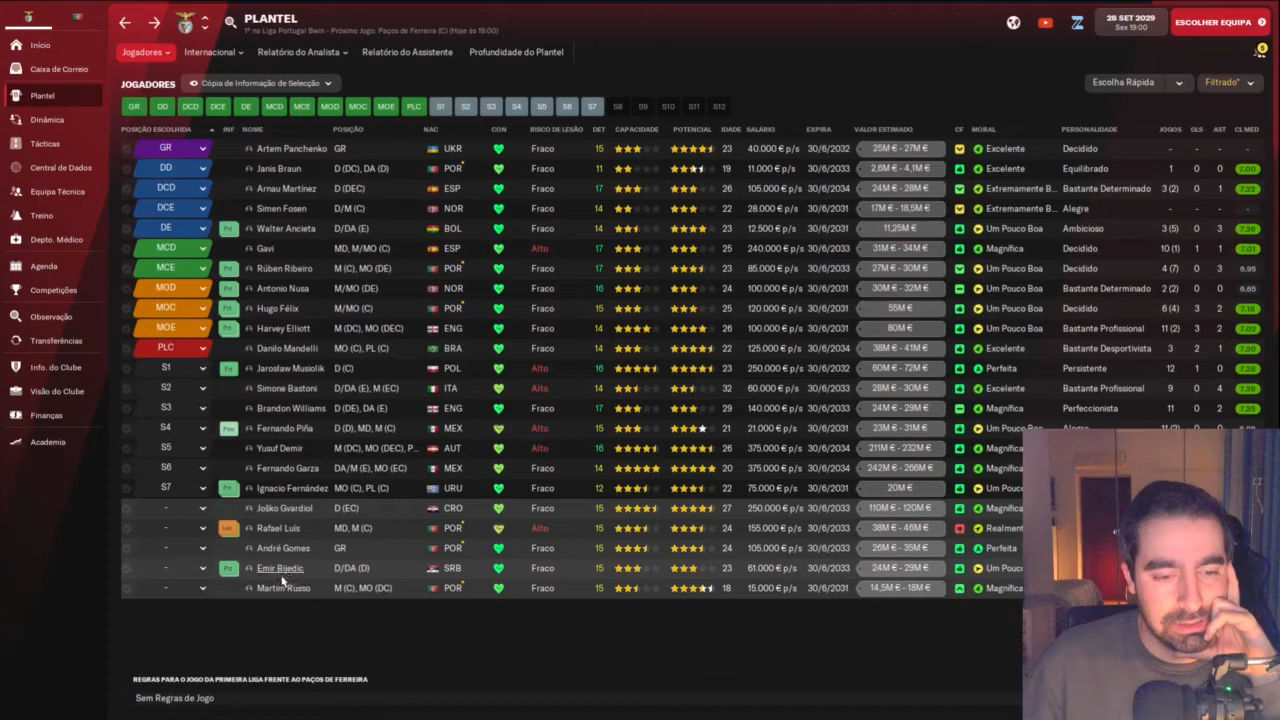 PLANTEL
1º na Liga Portugal Bwin - Próximo Jogo: Paços de Ferreira (C) (Hoje às 19:00)
28 SET 2029
Sex 19:00
ESCOLHER EQUIPA
Início
Caixa de Correio
Plantel
Dinâmica
Tácticas
Central de Dados
Equipa Técnica
Treino
Depto. Médico
Agenda
Competições
Observação
Transferências
Info. do Clube
Visão do Clube
Finanças
Academia
Jogadores Internacional Relatório do Analista Relatório do Assistente Profundidade do Plantel
5
JOGADORES Cópia de Informação de Selecção Escolha Rápida Filtrado*
GR DD DCD DCE DE MCD MCE MOD MOC MOE PLC S1 S2 S3 S4 S5 S6 S7 S8 S9 S10 S11 S12
POSIÇÃO ESCOLHIDA INF NOME POSIÇÃO NAC CON RISCO DE LESÃO DET CAPACIDADE POTENCIAL IDADE SALÁRIO EXPIRA VALOR ESTIMADO CF MORAL PERSONALIDADE JOGOS GLS AST CL MED
GR Artem Panchenko GR UKR Fraco 15 23 40.000 € p/s 30/6/2032 25M € - 27M € Excelente Decidido - - - -
DD Janis Braun D (DC), DA (D) POR Fraco 11 19 11.000 € p/s 30/6/2033 2,6M € - 4,1M € Excelente Equilibrado 1 0 0 7.00
DCD Arnau Martínez D (DEC) ESP Fraco 17 26 105.000 € p/s 30/6/2034 24M € - 28M € Extremamente B... Bastante Determinado 3 (2) 0 1 7.22
DCE Simen Fosen D/M (C) NOR Fraco 14 22 28.000 € p/s 30/6/2031 17M € - 18,5M € Extremamente B... Alegre - - - -
DE Prt Walter Ancieta D/DA (E) BOL Fraco 14 23 12.500 € p/s 30/6/2031 11,25M € Um Pouco Boa Ambicioso 3 (5) 0 3 7.26
MCD Gavi MD, M/MO (C) ESP Alto 17 25 240.000 € p/s 30/6/2033 31M € - 34M € Magnífica Decidido 10 (1) 1 1 7.01
MCE Prt Rúben Ribeiro M (C), MO (DE) POR Fraco 17 23 85.000 € p/s 30/6/2033 27M € - 30M € Um Pouco Boa Decidido 4 (7) 0 3 6.95
MOD Prt Antonio Nusa M/MO (DE) NOR Fraco 16 24 100.000 € p/s 30/6/2031 30M € - 32M € Um Pouco Boa Bastante Determinado 2 (2) 0 0 6.65
MOC Prt Hugo Félix M/MO (C) POR Fraco 15 25 120.000 € p/s 30/6/2031 55M € Um Pouco Boa Decidido 6 (4) 3 2 7.18
MOE Prt Harvey Elliott M (DC), MO (DEC) ENG Fraco 14 26 100.000 € p/s 30/6/2031 80M € Um Pouco Boa Bastante Profissional 11 (2) 3 2 7.02
PLC Danilo Mandelli MO (C), PL (C) BRA Fraco 14 22 125.000 € p/s 30/6/2034 38M € - 41M € Excelente Bastante Desportivista 3 2 1 7.20
S1 Prt Jaroslaw Musiolik D (C) POL Alto 16 23 250.000 € p/s 30/6/2032 60M € - 72M € Perfeita Persistente 12 1 0
S2 Simone Bastoni D/DA (E), M (EC) ITA Alto 14 32 60.000 € p/s 30/6/2033 28M € - 30M € Excelente Bastante Profissional 9 0 4
S3 Brandon Williams D (DE), DA (E) ENG Fraco 17 29 140.000 € p/s 30/6/2033 24M € - 29M € Magnífica Perfeccionista 11 0 2 7.25
S4 Fernando Piña D (D), MD, M (C) MEX Alto 15 21 21.000 € p/s 30/6/2033 23M € - 31M €
S5 Yusuf Demir M (DC), MO (DEC), P... AUT Alto 16 26 375.000 € p/s 30/6/2034 211M € - 232M €
S6 Fernando Garza DA/M (E), MO (EC) MEX Fraco 14 20 375.000 € p/s 30/6/2034 242M € - 266M €
S7 Prt Ignacio Fernández MO (C), PL (C) URU Fraco 12 22 75.000 € p/s 30/6/2031 20M €
- Joško Gvardiol D (EC) CRO Fraco 15 27 110M € - 120M €
- Les Rafael Luís MD, M (C) POR Alto 15 24 155.000 € p/s 30/6/2033 38M € - 46M €
- André Gomes GR POR Fraco 15 24 105.000 € p/s 30/6/2031 26M € - 35M € Perfeita
- Prt Emir Bijedic D/DA (D) SRB Fraco 15 23 61.000 € p/s 30/6/2033 24M € - 29M €
- Martim Russo M (C), MO (DC) POR Fraco 15 18 15.000 € p/s 30/6/2031 14,5M € - 18M €
REGRAS PARA O JOGO DA PRIMEIRA LIGA FRENTE AO PAÇOS DE FERREIRA
Sem Regras de Jogo